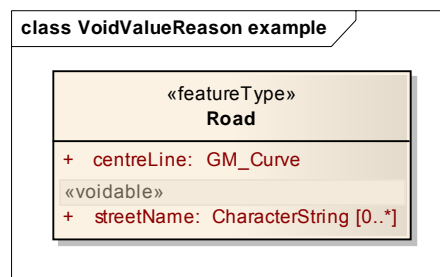 class VoidValueReason example
«featureType»
Road
+ centreLine: GM_Curve
«voidable»
+ streetName: CharacterString [0..*]